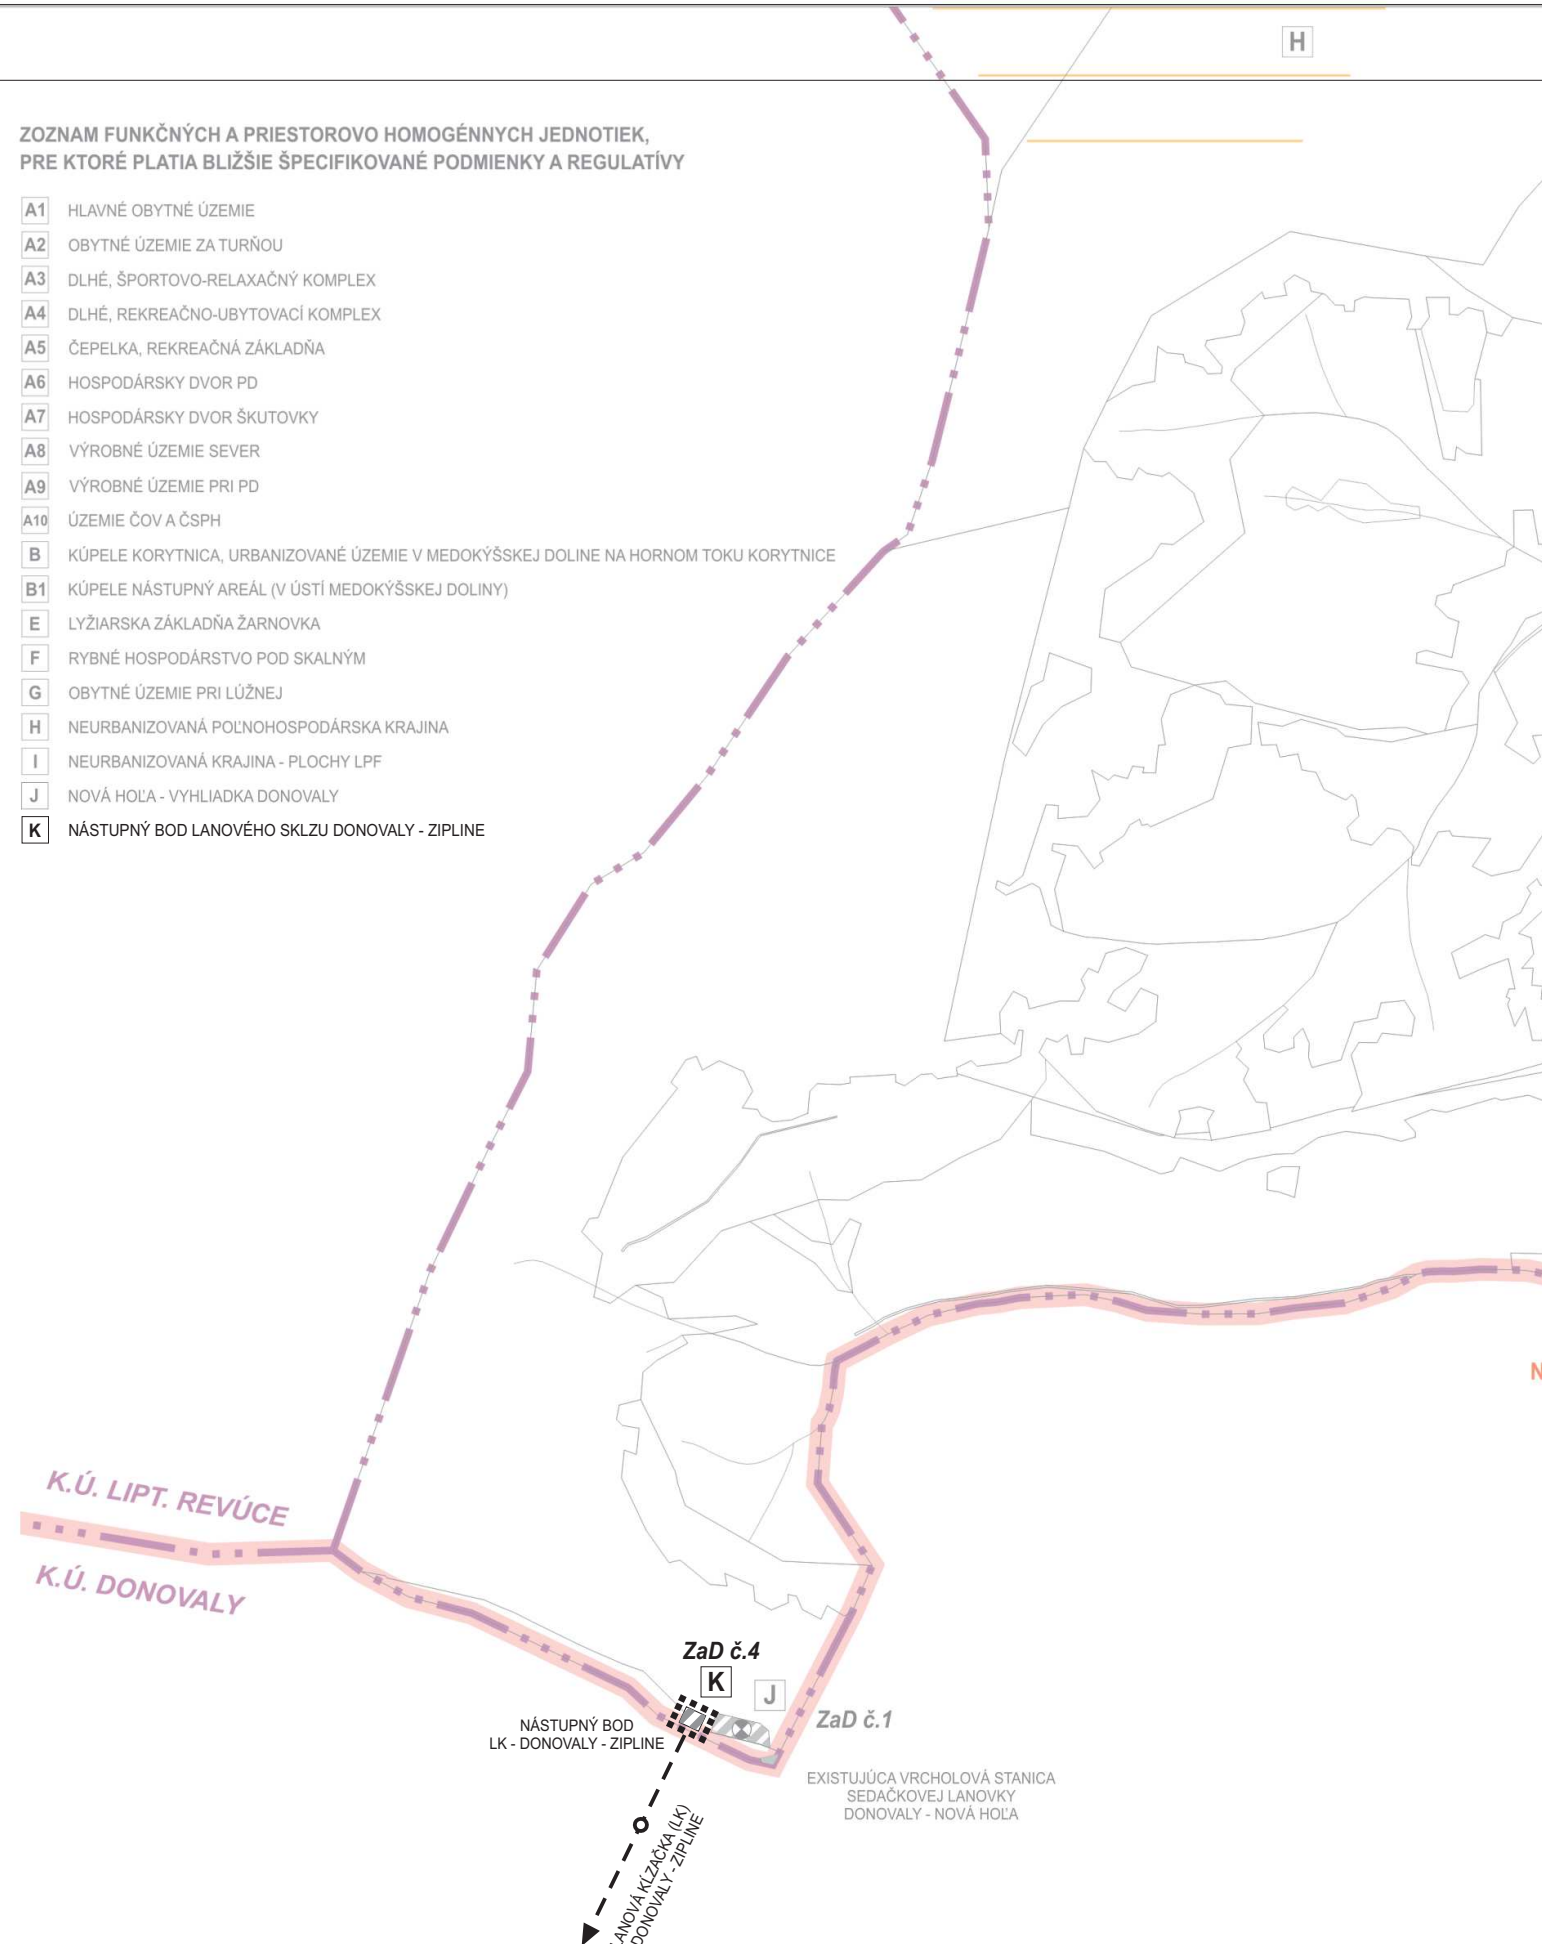 H
ZOZNAM FUNKČNÝCH A PRIESTOROVO HOMOGÉNNYCH JEDNOTIEK,
PRE KTORÉ PLATIA BLIŽŠIE ŠPECIFIKOVANÉ PODMIENKY A REGULATÍVY
A1 HLAVNÉ OBYTNÉ ÚZEMIE
A2 OBYTNÉ ÚZEMIE ZA TURŇOU
A3 DLHÉ, ŠPORTOVO-RELAXAČNÝ KOMPLEX
A4 DLHÉ, REKREAČNO-UBYTOVACÍ KOMPLEX
A5 ČEPELKA, REKREAČNÁ ZÁKLADŇA
A6 HOSPODÁRSKY DVOR PD
A7 HOSPODÁRSKY DVOR ŠKUTOVKY
A8 VÝROBNÉ ÚZEMIE SEVER
A9 VÝROBNÉ ÚZEMIE PRI PD
A10 ÚZEMIE ČOV A ČSPH
B KÚPELE KORYTNICA, URBANIZOVANÉ ÚZEMIE V MEDOKÝŠSKEJ DOLINE NA HORNOM TOKU KORYTNICE
B1 KÚPELE NÁSTUPNÝ AREÁL (V ÚSTÍ MEDOKÝŠSKEJ DOLINY)
E LYŽIARSKA ZÁKLADŇA ŽARNOVKA
F RYBNÉ HOSPODÁRSTVO POD SKALNÝM
G OBYTNÉ ÚZEMIE PRI LÚŽNEJ
H NEURBANIZOVANÁ POĽNOHOSPODÁRSKA KRAJINA
I NEURBANIZOVANÁ KRAJINA - PLOCHY LPF
J NOVÁ HOĽA - VYHLIADKA DONOVALY
K NÁSTUPNÝ BOD LANOVÉHO SKLZU DONOVALY - ZIPLINE
N
K.Ú. LIPT. REVÚCE
K.Ú. DONOVALY
ZaD č.4
K
J
ZaD č.1
NÁSTUPNÝ BOD
LK - DONOVALY - ZIPLINE
EXISTUJÚCA VRCHOLOVÁ STANICA
SEDAČKOVEJ LANOVKY
DONOVALY - NOVÁ HOĽA
LANOVÁ KĹZAČKA (LK)
DONOVALY - ZIPLINE